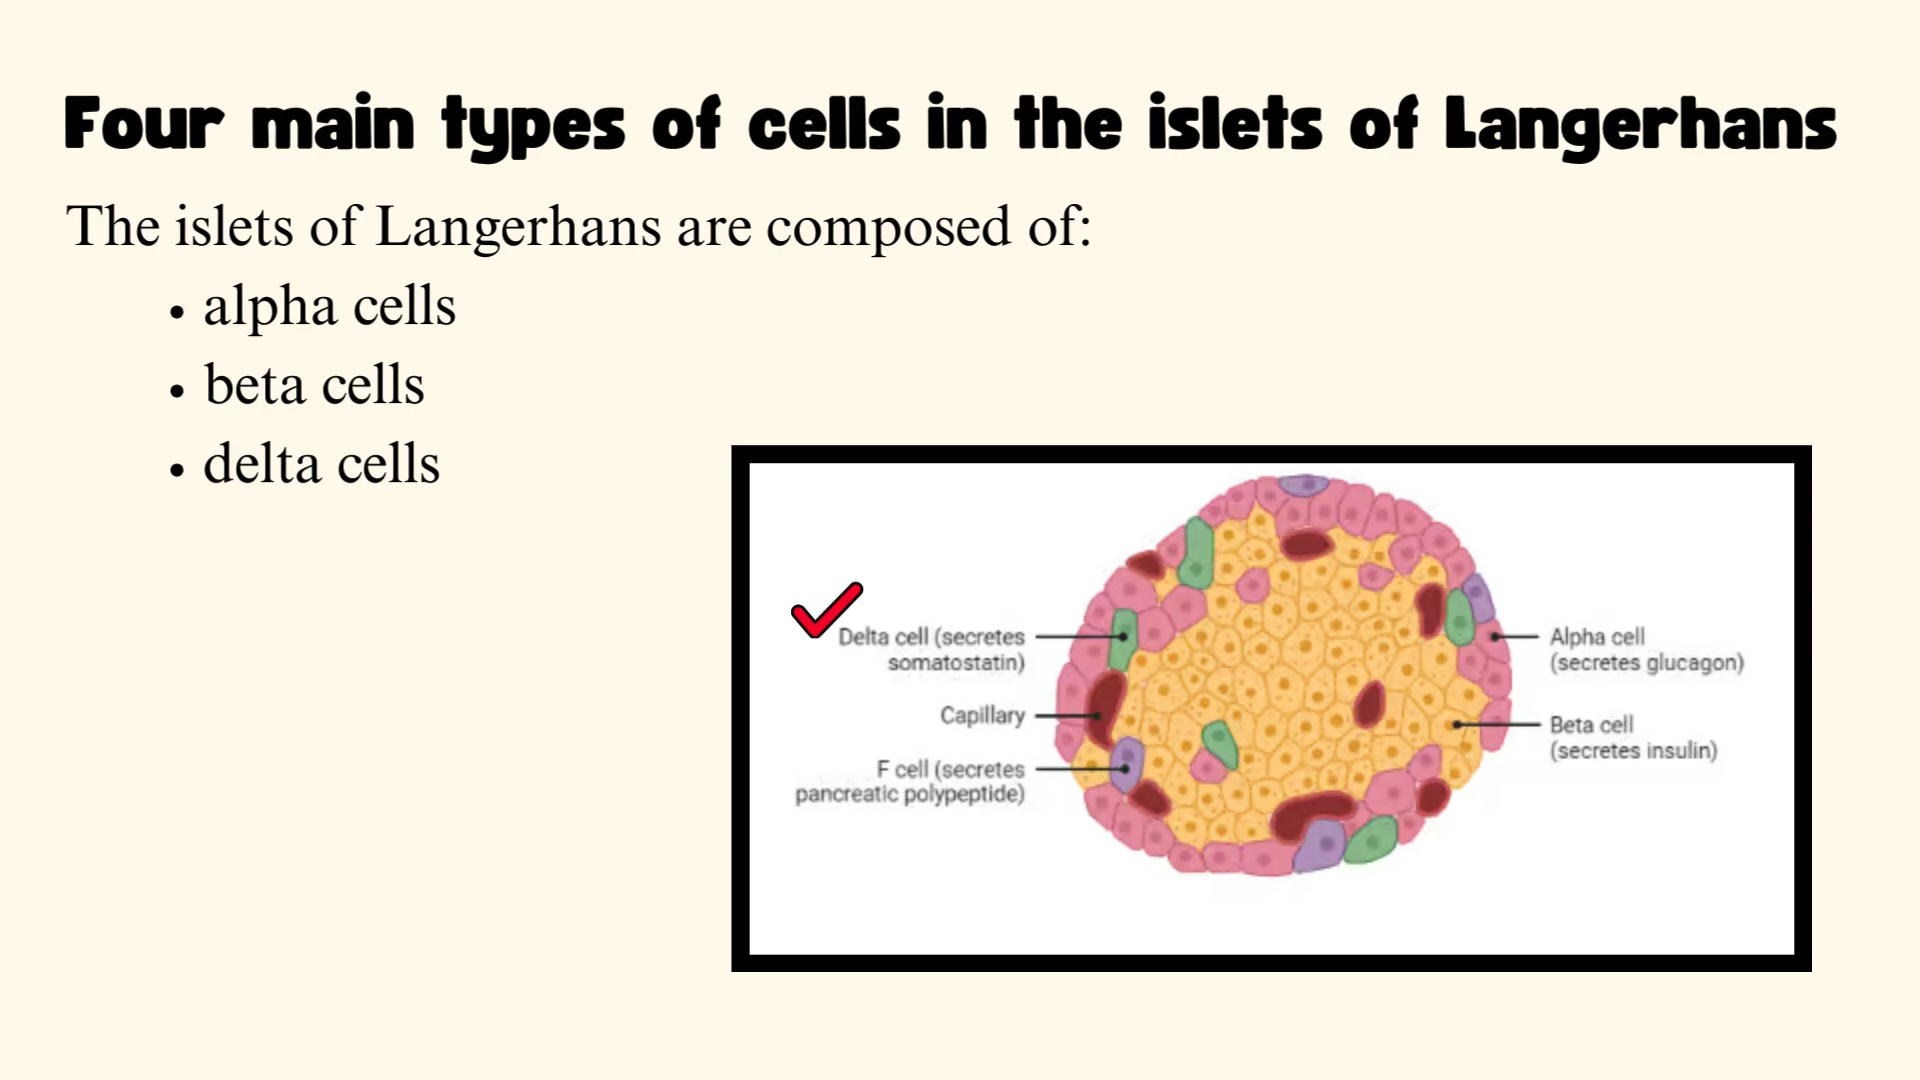 Four main types of cells in the islets of Langerhans
The islets of Langerhans are composed of:
• alpha cells
• beta cells
• delta cells
Delta cell (secretes
somatostatin)
Capillary
F cell (secretes
pancreatic polypeptide)
Alpha cell
(secretes glucagon)
Beta cell
(secretes insulin)